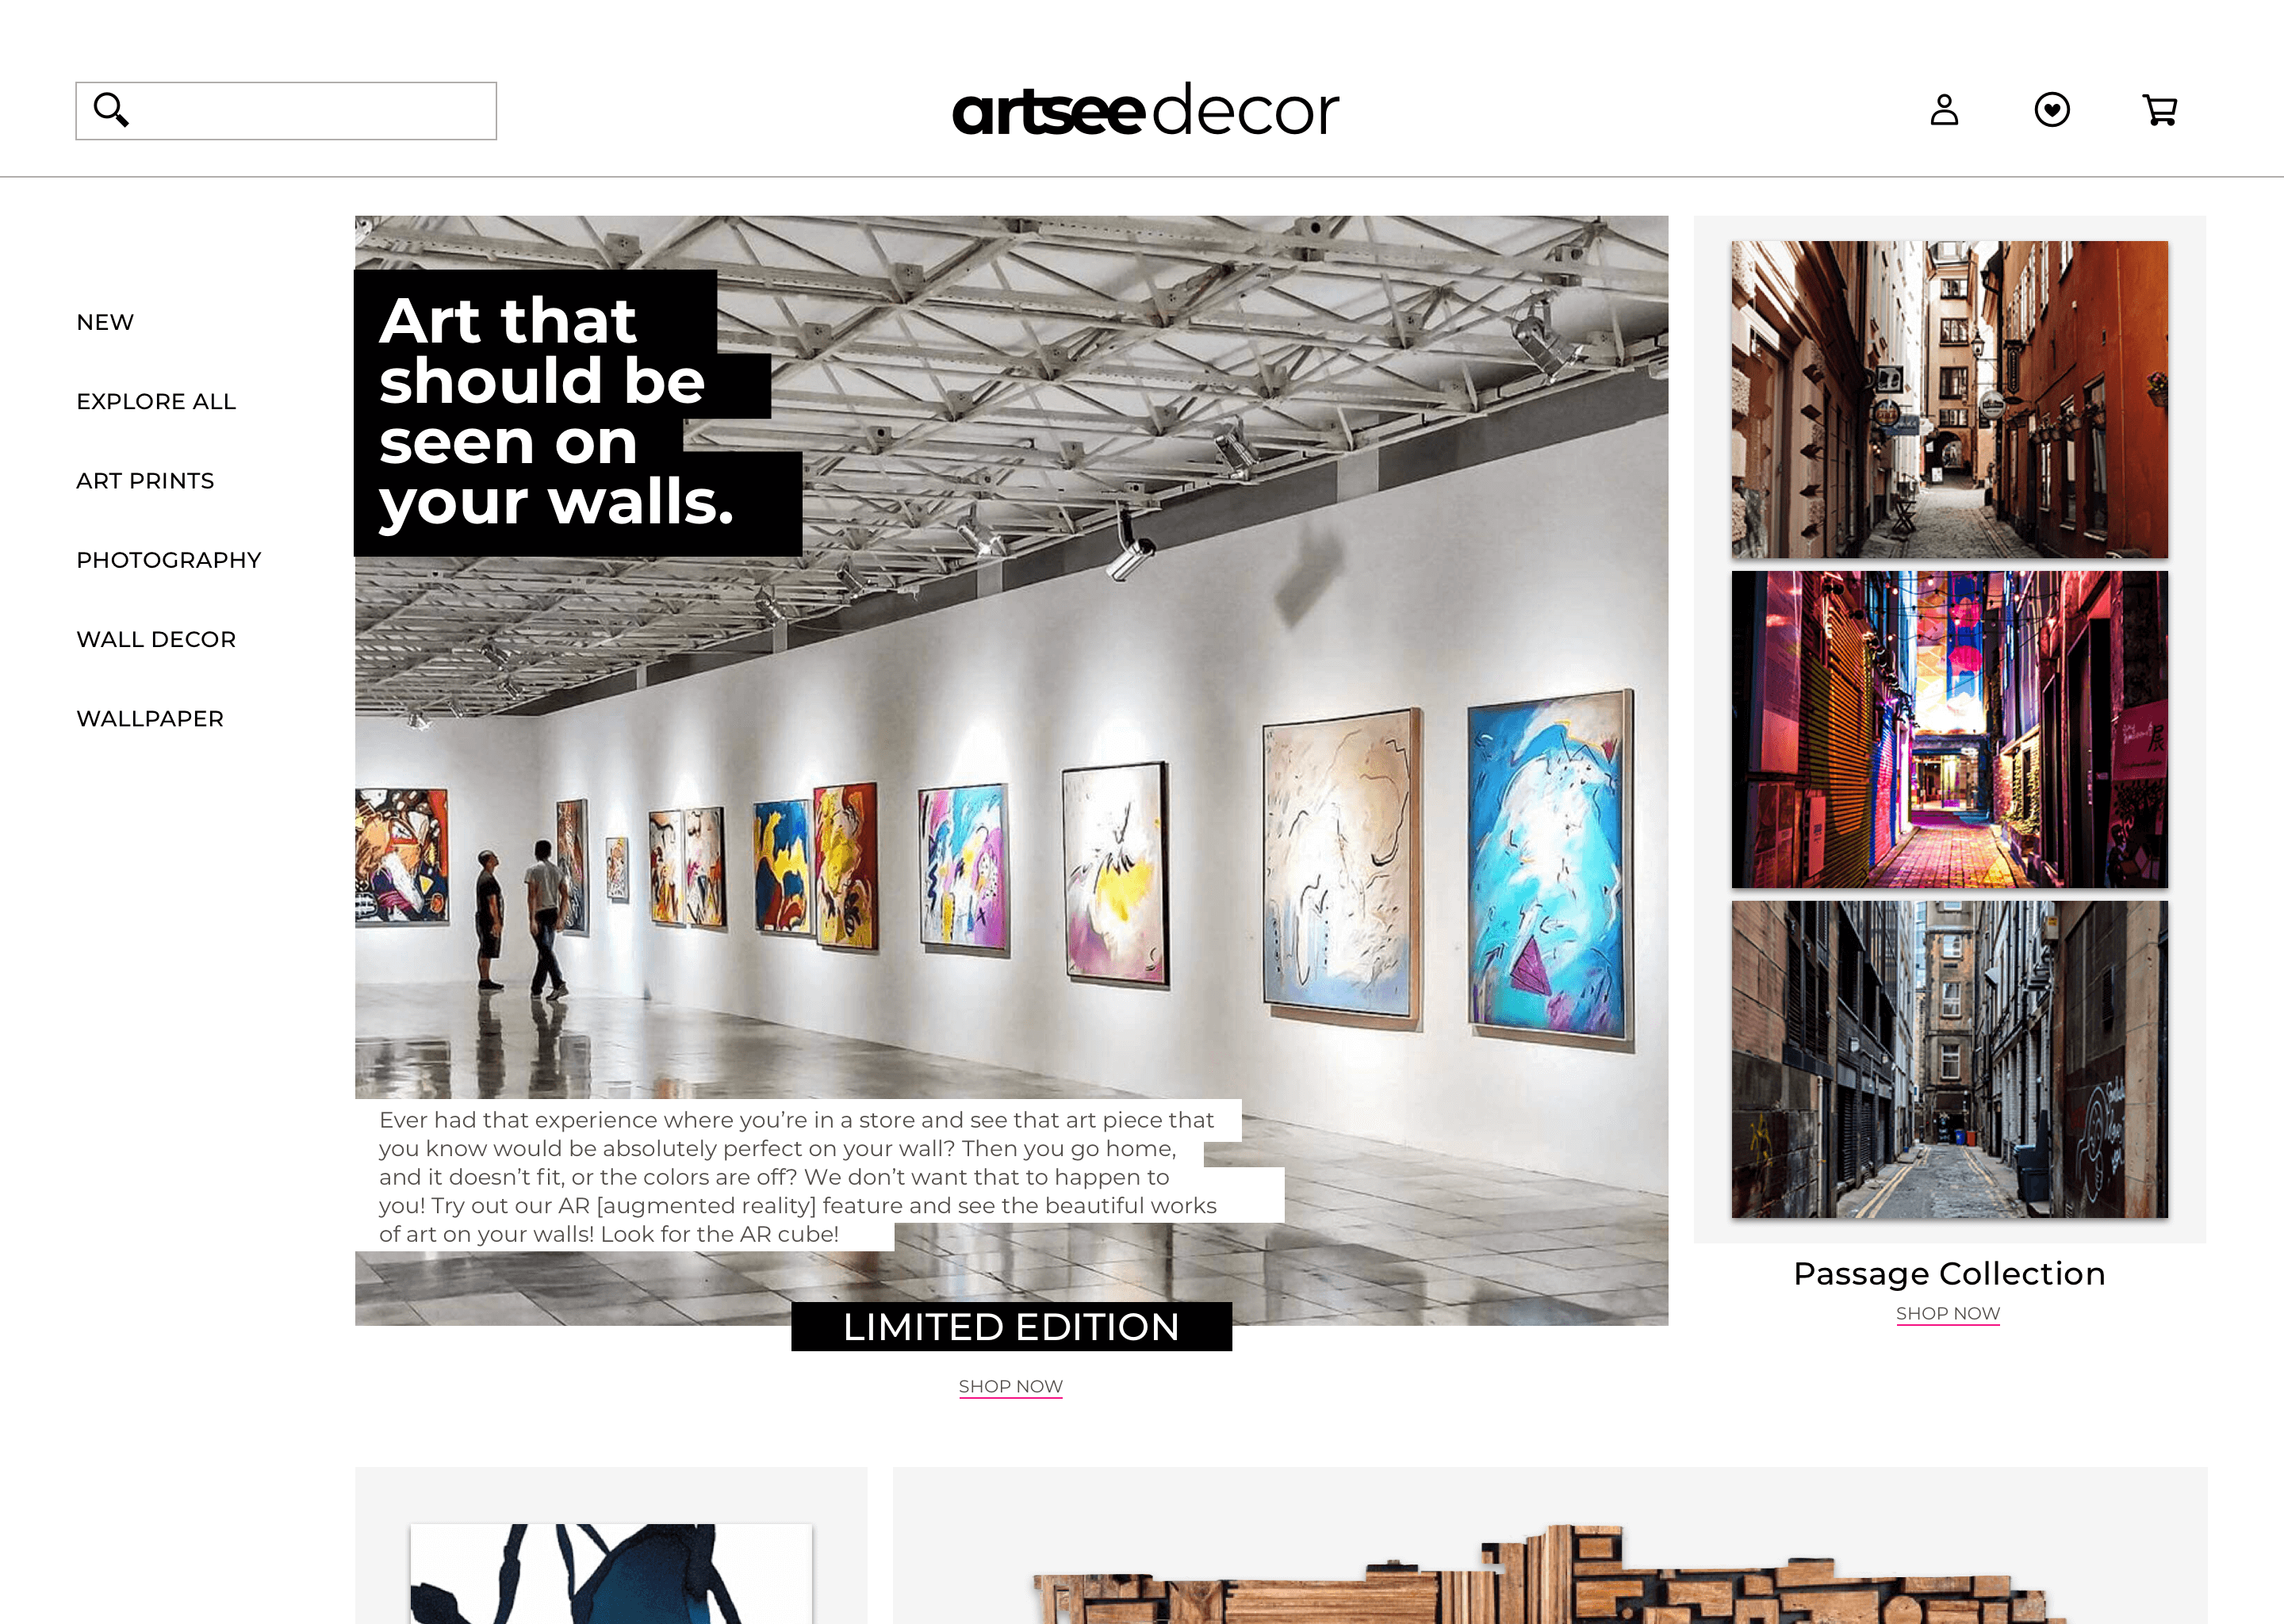 artsee decor
NEW
EXPLORE ALL
ART PRINTS
PHOTOGRAPHY
WALL DECOR
WALLPAPER
Art that
should be
seen on
your walls.
Ever had that experience where you’re in a store and see that art piece that
you know would be absolutely perfect on your wall? Then you go home,
and it doesn’t fit, or the colors are off? We don’t want that to happen to
you! Try out our AR [augmented reality] feature and see the beautiful works
of art on your walls! Look for the AR cube!
LIMITED EDITION
SHOP NOW
展
Passage Collection
SHOP NOW